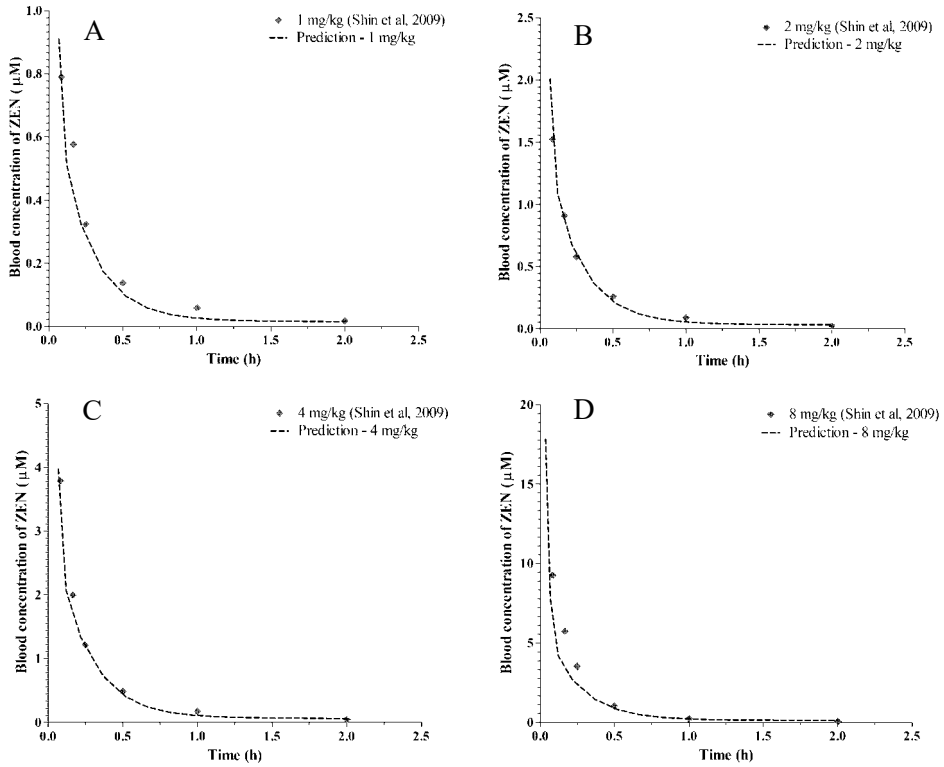 A
1 mg/kg (Shin et al, 2009)
Prediction - 1 mg/kg
Blood concentration of ZEN ( µM)
1.0
0.8
0.6
0.4
0.2
0.0
0.0 0.5 1.0 1.5 2.0 2.5
Time (h)
B
2 mg/kg (Shin et al, 2009)
Prediction - 2 mg/kg
Blood concentration of ZEN ( µM)
2.5
2.0
1.5
1.0
0.5
0.0
0.0 0.5 1.0 1.5 2.0 2.5
Time (h)
C
4 mg/kg (Shin et al, 2009)
Prediction - 4 mg/kg
Blood concentration of ZEN ( µM)
5
4
3
2
1
0
0.0 0.5 1.0 1.5 2.0 2.5
Time (h)
D
8 mg/kg (Shin et al, 2009)
Prediction - 8 mg/kg
Blood concentration of ZEN ( µM)
20
15
10
5
0
0.0 0.5 1.0 1.5 2.0 2.5
Time (h)